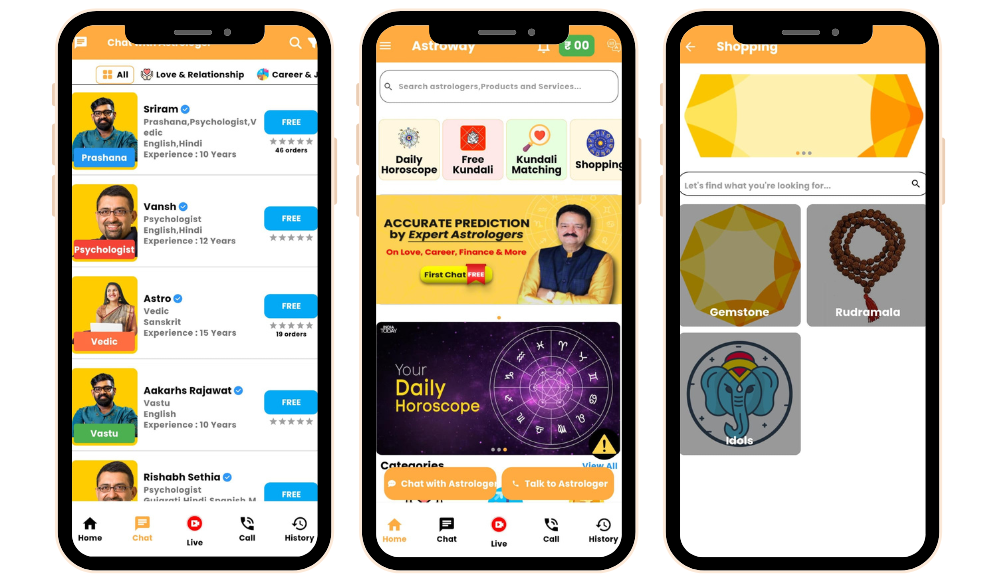 Chat with Astrologer
All
Love & Relationship
Career & J
Sriram
Prashana,Psychologist,V
edic
English,Hindi
Experience : 10 Years
Prashana
FREE
46 orders
Vansh
Psychologist
English,Hindi
Experience : 12 Years
Psychologist
FREE
Astro
Vedic
Sanskrit
Experience : 15 Years
Vedic
FREE
19 orders
Aakarhs Rajawat
Vastu
English
Experience : 10 Years
Vastu
FREE
Rishabh Sethia
Psychologist
Gujarati,Hindi,Spanish,M
FREE
Home
Chat
Live
Call
History
Astroway
₹ 00
Search astrologers,Products and Services...
Daily
Horoscope
Free
Kundali
Kundali
Matching
Shopping
ACCURATE PREDICTION
by Expert Astrologers
On Love, Career, Finance & More
First Chat FREE
INDIA
TODAY
Your
Daily
Horoscope
Categories
View All
Chat with Astrologer
Talk to Astrologer
Home
Chat
Live
Call
History
Shopping
Let's find what you're looking for...
Gemstone
Rudramala
Idols